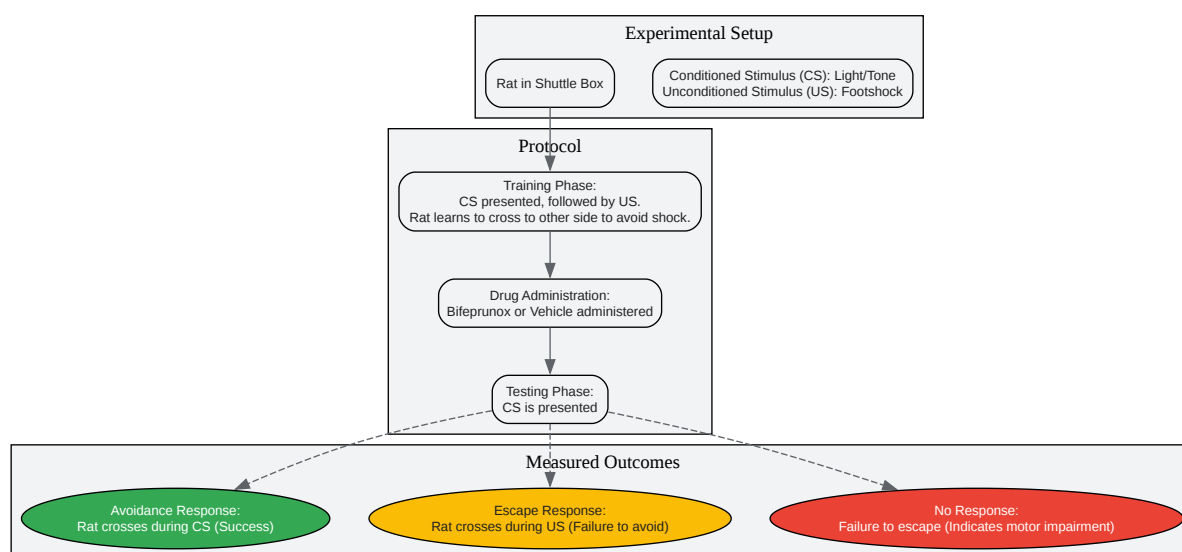 Experimental Setup
Rat in Shuttle Box
Conditioned Stimulus (CS): Light/Tone
Unconditioned Stimulus (US): Footshock
Protocol
Training Phase:
CS presented, followed by US.
Rat learns to cross to other side to avoid shock.
Drug Administration:
Bifeprunox or Vehicle administered
Testing Phase:
CS is presented
Measured Outcomes
Avoidance Response:
Rat crosses during CS (Success)
Escape Response:
Rat crosses during US (Failure to avoid)
No Response:
Failure to escape (Indicates motor impairment)